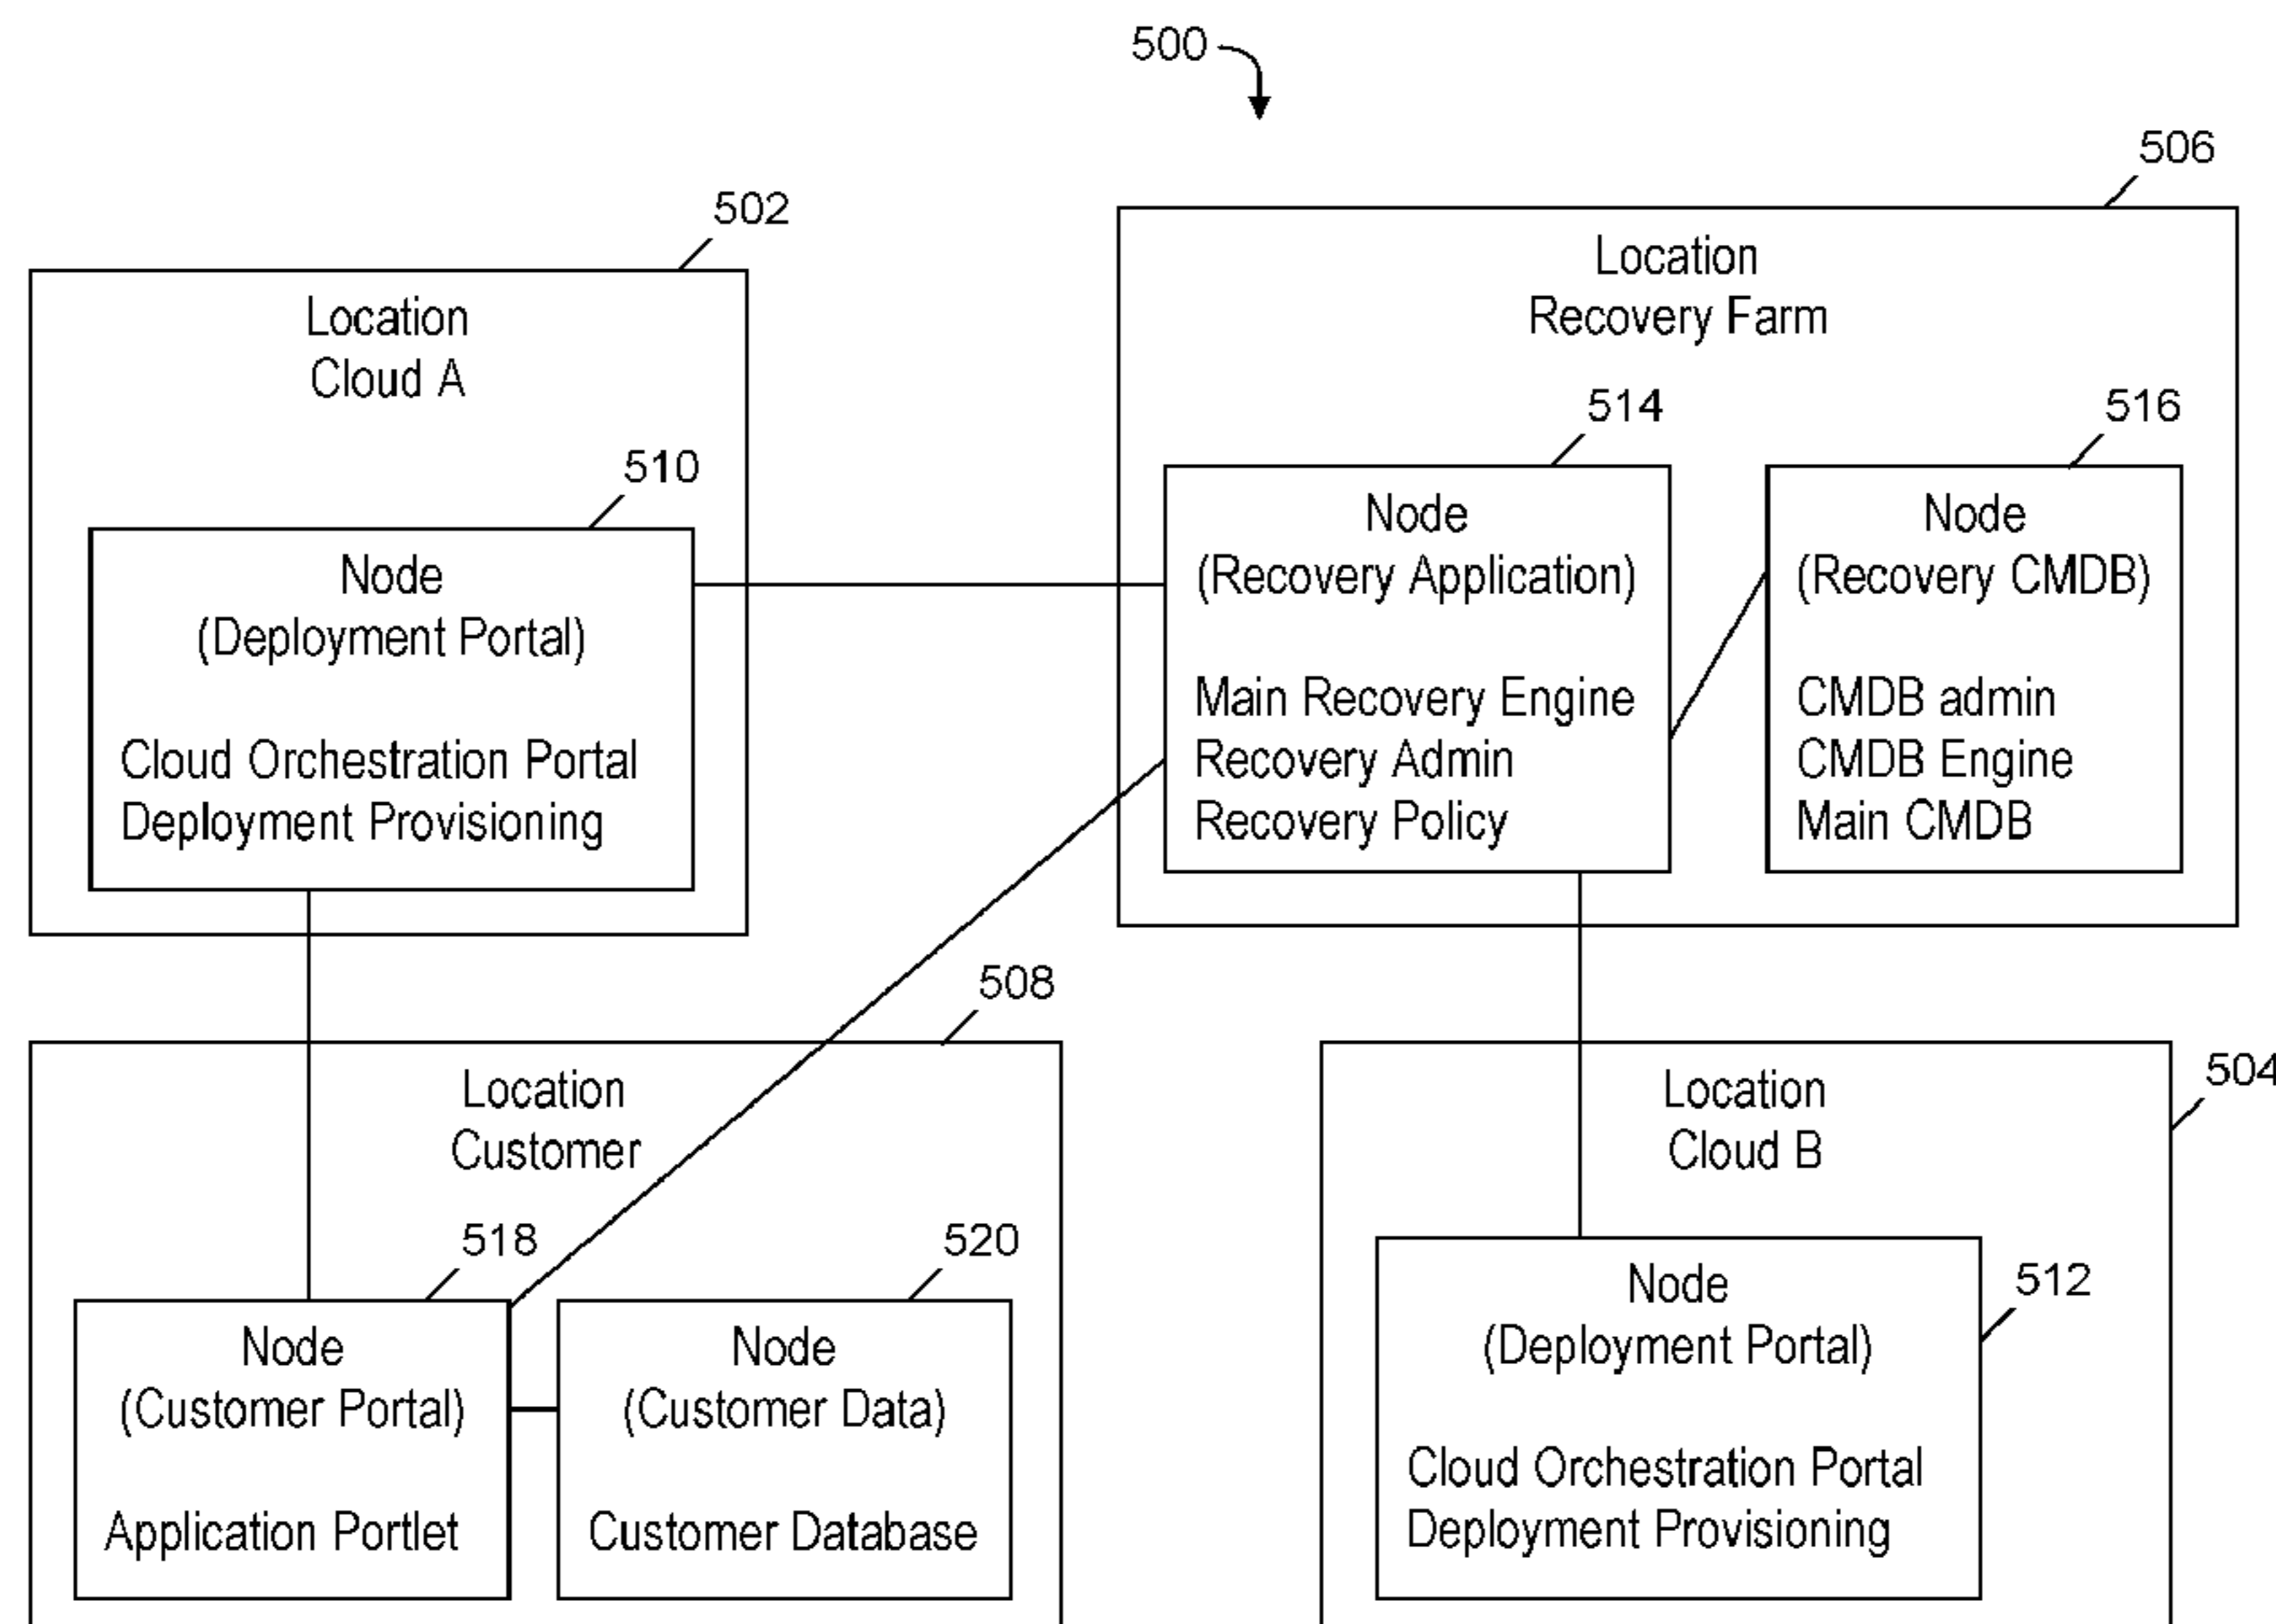 500
506
502
Location
Recovery Farm
Location
Cloud A
514
516
510
Node
(Recovery Application)
Main Recovery Engine
Recovery Admin
Recovery Policy
Node
(Recovery CMDB)
CMDB admin
CMDB Engine
Main CMDB
Node
(Deployment Portal)
Cloud Orchestration Portal
Deployment Provisioning
508
504
Location
Customer
Location
Cloud B
518
520
512
Node
(Customer Portal)
Application Portlet
Node
(Customer Data)
Customer Database
Node
(Deployment Portal)
Cloud Orchestration Portal
Deployment Provisioning